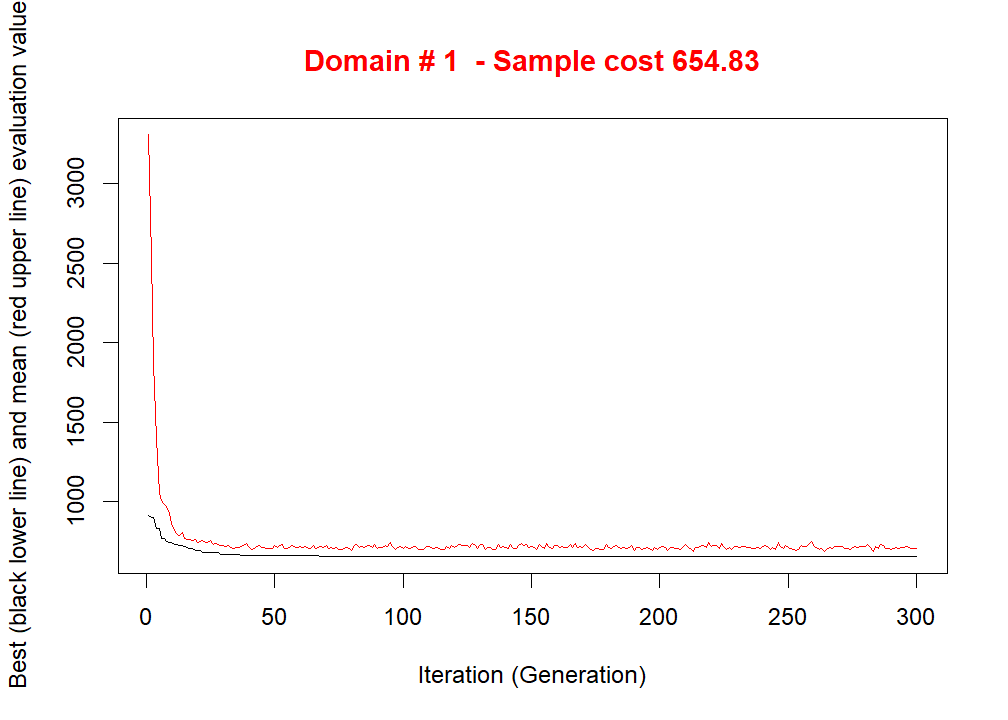 Domain # 1  - Sample cost 654.83
Best (black lower line) and mean (red upper line) evaluation value
3000
2500
2000
1500
1000
0 50 100 150 200 250 300
Iteration (Generation)